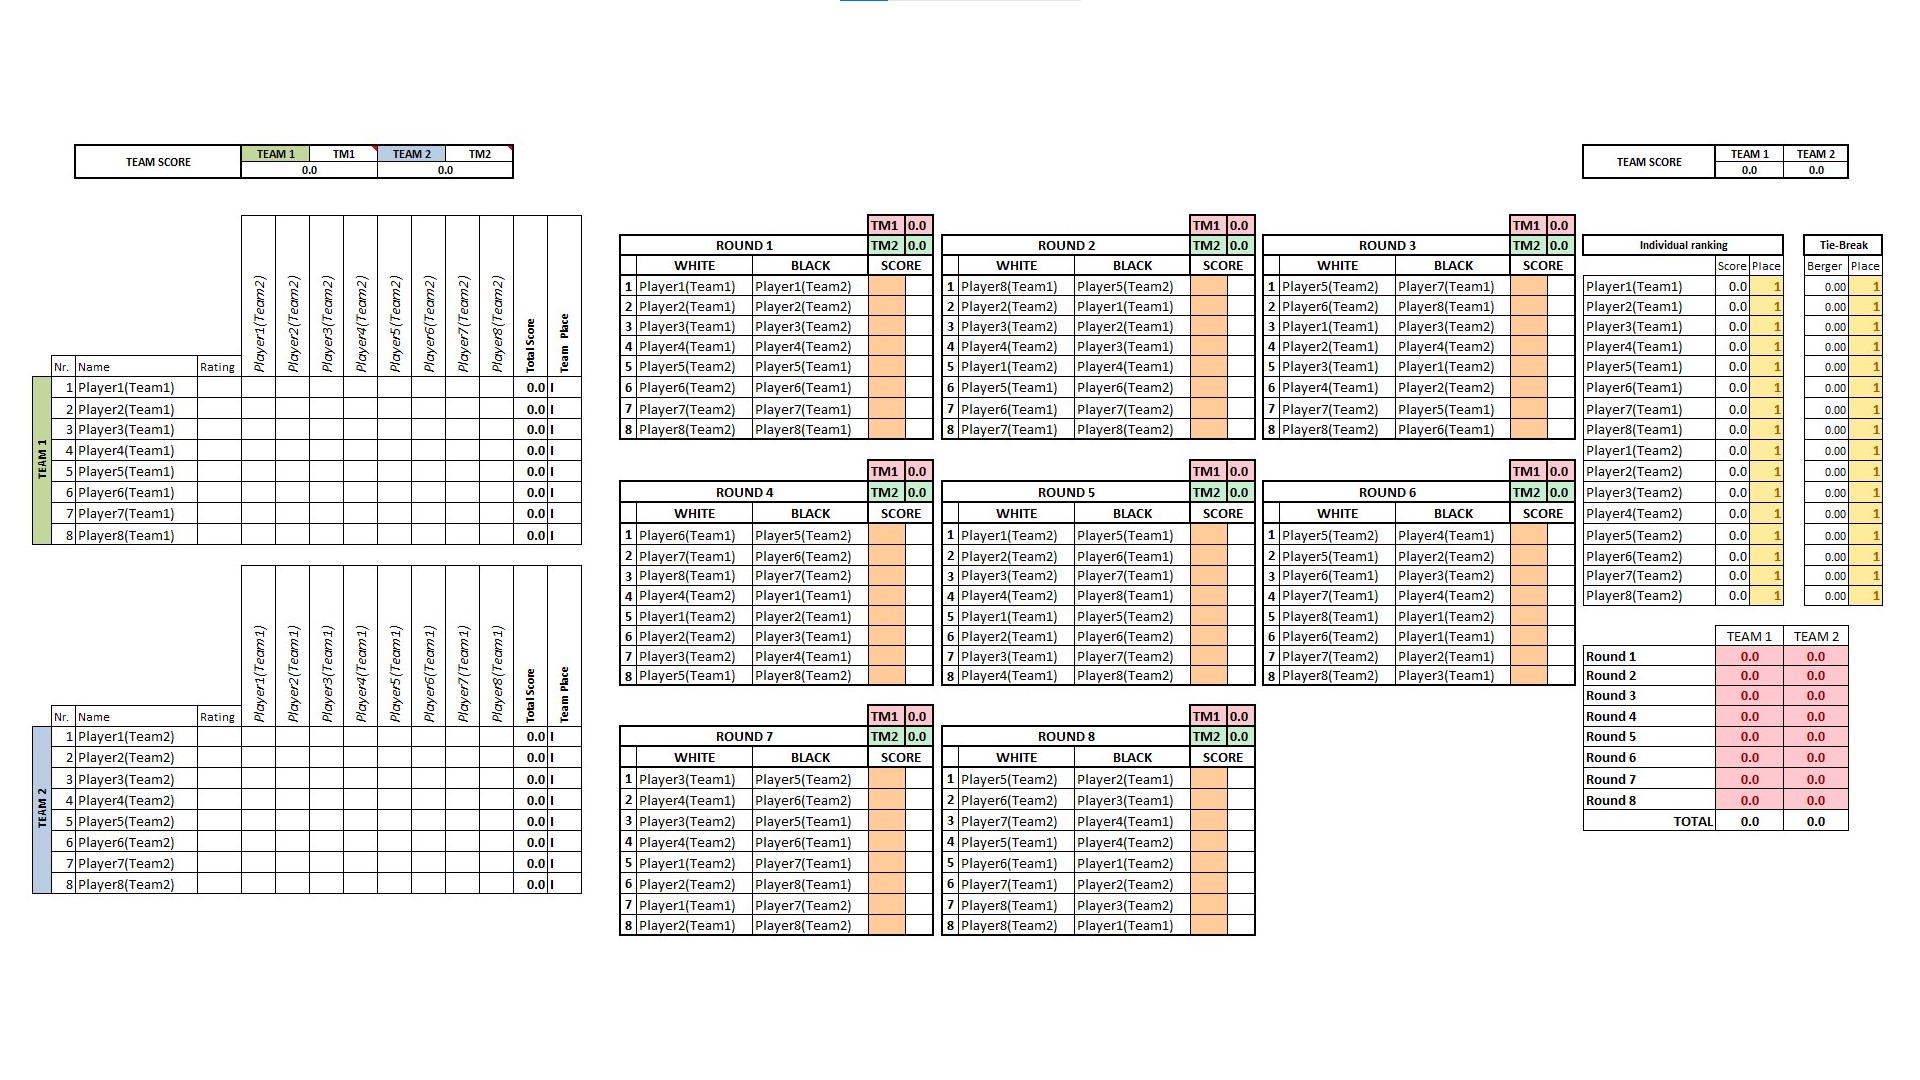 TEAM SCORE TEAM 1 TM1 TEAM 2 TM2
0.0 0.0
Player1(Team2) Player2(Team2) Player3(Team2) Player4(Team2) Player5(Team2) Player6(Team2) Player7(Team2) Player8(Team2) Total Score Team Place
Nr. Name Rating
TEAM 1
1 Player1(Team1) 0.0 I
2 Player2(Team1) 0.0 I
3 Player3(Team1) 0.0 I
4 Player4(Team1) 0.0 I
5 Player5(Team1) 0.0 I
6 Player6(Team1) 0.0 I
7 Player7(Team1) 0.0 I
8 Player8(Team1) 0.0 I
Player1(Team1) Player2(Team1) Player3(Team1) Player4(Team1) Player5(Team1) Player6(Team1) Player7(Team1) Player8(Team1) Total Score Team Place
Nr. Name Rating
TEAM 2
1 Player1(Team2) 0.0 I
2 Player2(Team2) 0.0 I
3 Player3(Team2) 0.0 I
4 Player4(Team2) 0.0 I
5 Player5(Team2) 0.0 I
6 Player6(Team2) 0.0 I
7 Player7(Team2) 0.0 I
8 Player8(Team2) 0.0 I
TM1 0.0
ROUND 1 TM2 0.0
WHITE BLACK SCORE
1 Player1(Team1) Player1(Team2)
2 Player2(Team1) Player2(Team2)
3 Player3(Team1) Player3(Team2)
4 Player4(Team1) Player4(Team2)
5 Player5(Team2) Player5(Team1)
6 Player6(Team2) Player6(Team1)
7 Player7(Team2) Player7(Team1)
8 Player8(Team2) Player8(Team1)
TM1 0.0
ROUND 2 TM2 0.0
WHITE BLACK SCORE
1 Player8(Team1) Player5(Team2)
2 Player2(Team2) Player1(Team1)
3 Player3(Team2) Player2(Team1)
4 Player4(Team2) Player3(Team1)
5 Player1(Team2) Player4(Team1)
6 Player5(Team1) Player6(Team2)
7 Player6(Team1) Player7(Team2)
8 Player7(Team1) Player8(Team2)
TM1 0.0
ROUND 3 TM2 0.0
WHITE BLACK SCORE
1 Player5(Team2) Player7(Team1)
2 Player6(Team2) Player8(Team1)
3 Player1(Team1) Player3(Team2)
4 Player2(Team1) Player4(Team2)
5 Player3(Team1) Player1(Team2)
6 Player4(Team1) Player2(Team2)
7 Player7(Team2) Player5(Team1)
8 Player8(Team2) Player6(Team1)
TM1 0.0
ROUND 4 TM2 0.0
WHITE BLACK SCORE
1 Player6(Team1) Player5(Team2)
2 Player7(Team1) Player6(Team2)
3 Player8(Team1) Player7(Team2)
4 Player4(Team2) Player1(Team1)
5 Player1(Team2) Player2(Team1)
6 Player2(Team2) Player3(Team1)
7 Player3(Team2) Player4(Team1)
8 Player5(Team1) Player8(Team2)
TM1 0.0
ROUND 5 TM2 0.0
WHITE BLACK SCORE
1 Player1(Team2) Player5(Team1)
2 Player2(Team2) Player6(Team1)
3 Player3(Team2) Player7(Team1)
4 Player4(Team2) Player8(Team1)
5 Player2(Team1) Player5(Team2)
6 Player2(Team1) Player6(Team2)
7 Player3(Team1) Player7(Team2)
8 Player4(Team1) Player8(Team2)
TM1 0.0
ROUND 6 TM2 0.0
WHITE BLACK SCORE
1 Player5(Team2) Player4(Team1)
2 Player5(Team1) Player2(Team2)
3 Player6(Team1) Player3(Team2)
4 Player7(Team1) Player4(Team2)
5 Player8(Team1) Player1(Team2)
6 Player6(Team2) Player1(Team1)
7 Player7(Team2) Player2(Team1)
8 Player8(Team2) Player3(Team1)
TM1 0.0
ROUND 7 TM2 0.0
WHITE BLACK SCORE
1 Player3(Team1) Player5(Team2)
2 Player4(Team1) Player6(Team2)
3 Player3(Team2) Player5(Team1)
4 Player4(Team2) Player6(Team1)
5 Player1(Team2) Player7(Team1)
6 Player2(Team2) Player8(Team1)
7 Player1(Team1) Player7(Team2)
8 Player2(Team1) Player8(Team2)
TM1 0.0
ROUND 8 TM2 0.0
WHITE BLACK SCORE
1 Player5(Team2) Player2(Team1)
2 Player6(Team2) Player3(Team1)
3 Player7(Team2) Player4(Team1)
4 Player5(Team1) Player4(Team2)
5 Player6(Team1) Player1(Team2)
6 Player7(Team1) Player2(Team2)
7 Player8(Team1) Player3(Team2)
8 Player8(Team2) Player1(Team1)
TEAM SCORE TEAM 1 TEAM 2
0.0 0.0
Individual ranking Tie-Break
Score Place Berger Place
Player1(Team1) 0.0 1 0.00 1
Player2(Team1) 0.0 1 0.00 1
Player3(Team1) 0.0 1 0.00 1
Player4(Team1) 0.0 1 0.00 1
Player5(Team1) 0.0 1 0.00 1
Player6(Team1) 0.0 1 0.00 1
Player7(Team1) 0.0 1 0.00 1
Player8(Team1) 0.0 1 0.00 1
Player1(Team2) 0.0 1 0.00 1
Player2(Team2) 0.0 1 0.00 1
Player3(Team2) 0.0 1 0.00 1
Player4(Team2) 0.0 1 0.00 1
Player5(Team2) 0.0 1 0.00 1
Player6(Team2) 0.0 1 0.00 1
Player7(Team2) 0.0 1 0.00 1
Player8(Team2) 0.0 1 0.00 1
TEAM 1 TEAM 2
Round 1 0.0 0.0
Round 2 0.0 0.0
Round 3 0.0 0.0
Round 4 0.0 0.0
Round 5 0.0 0.0
Round 6 0.0 0.0
Round 7 0.0 0.0
Round 8 0.0 0.0
TOTAL 0.0 0.0